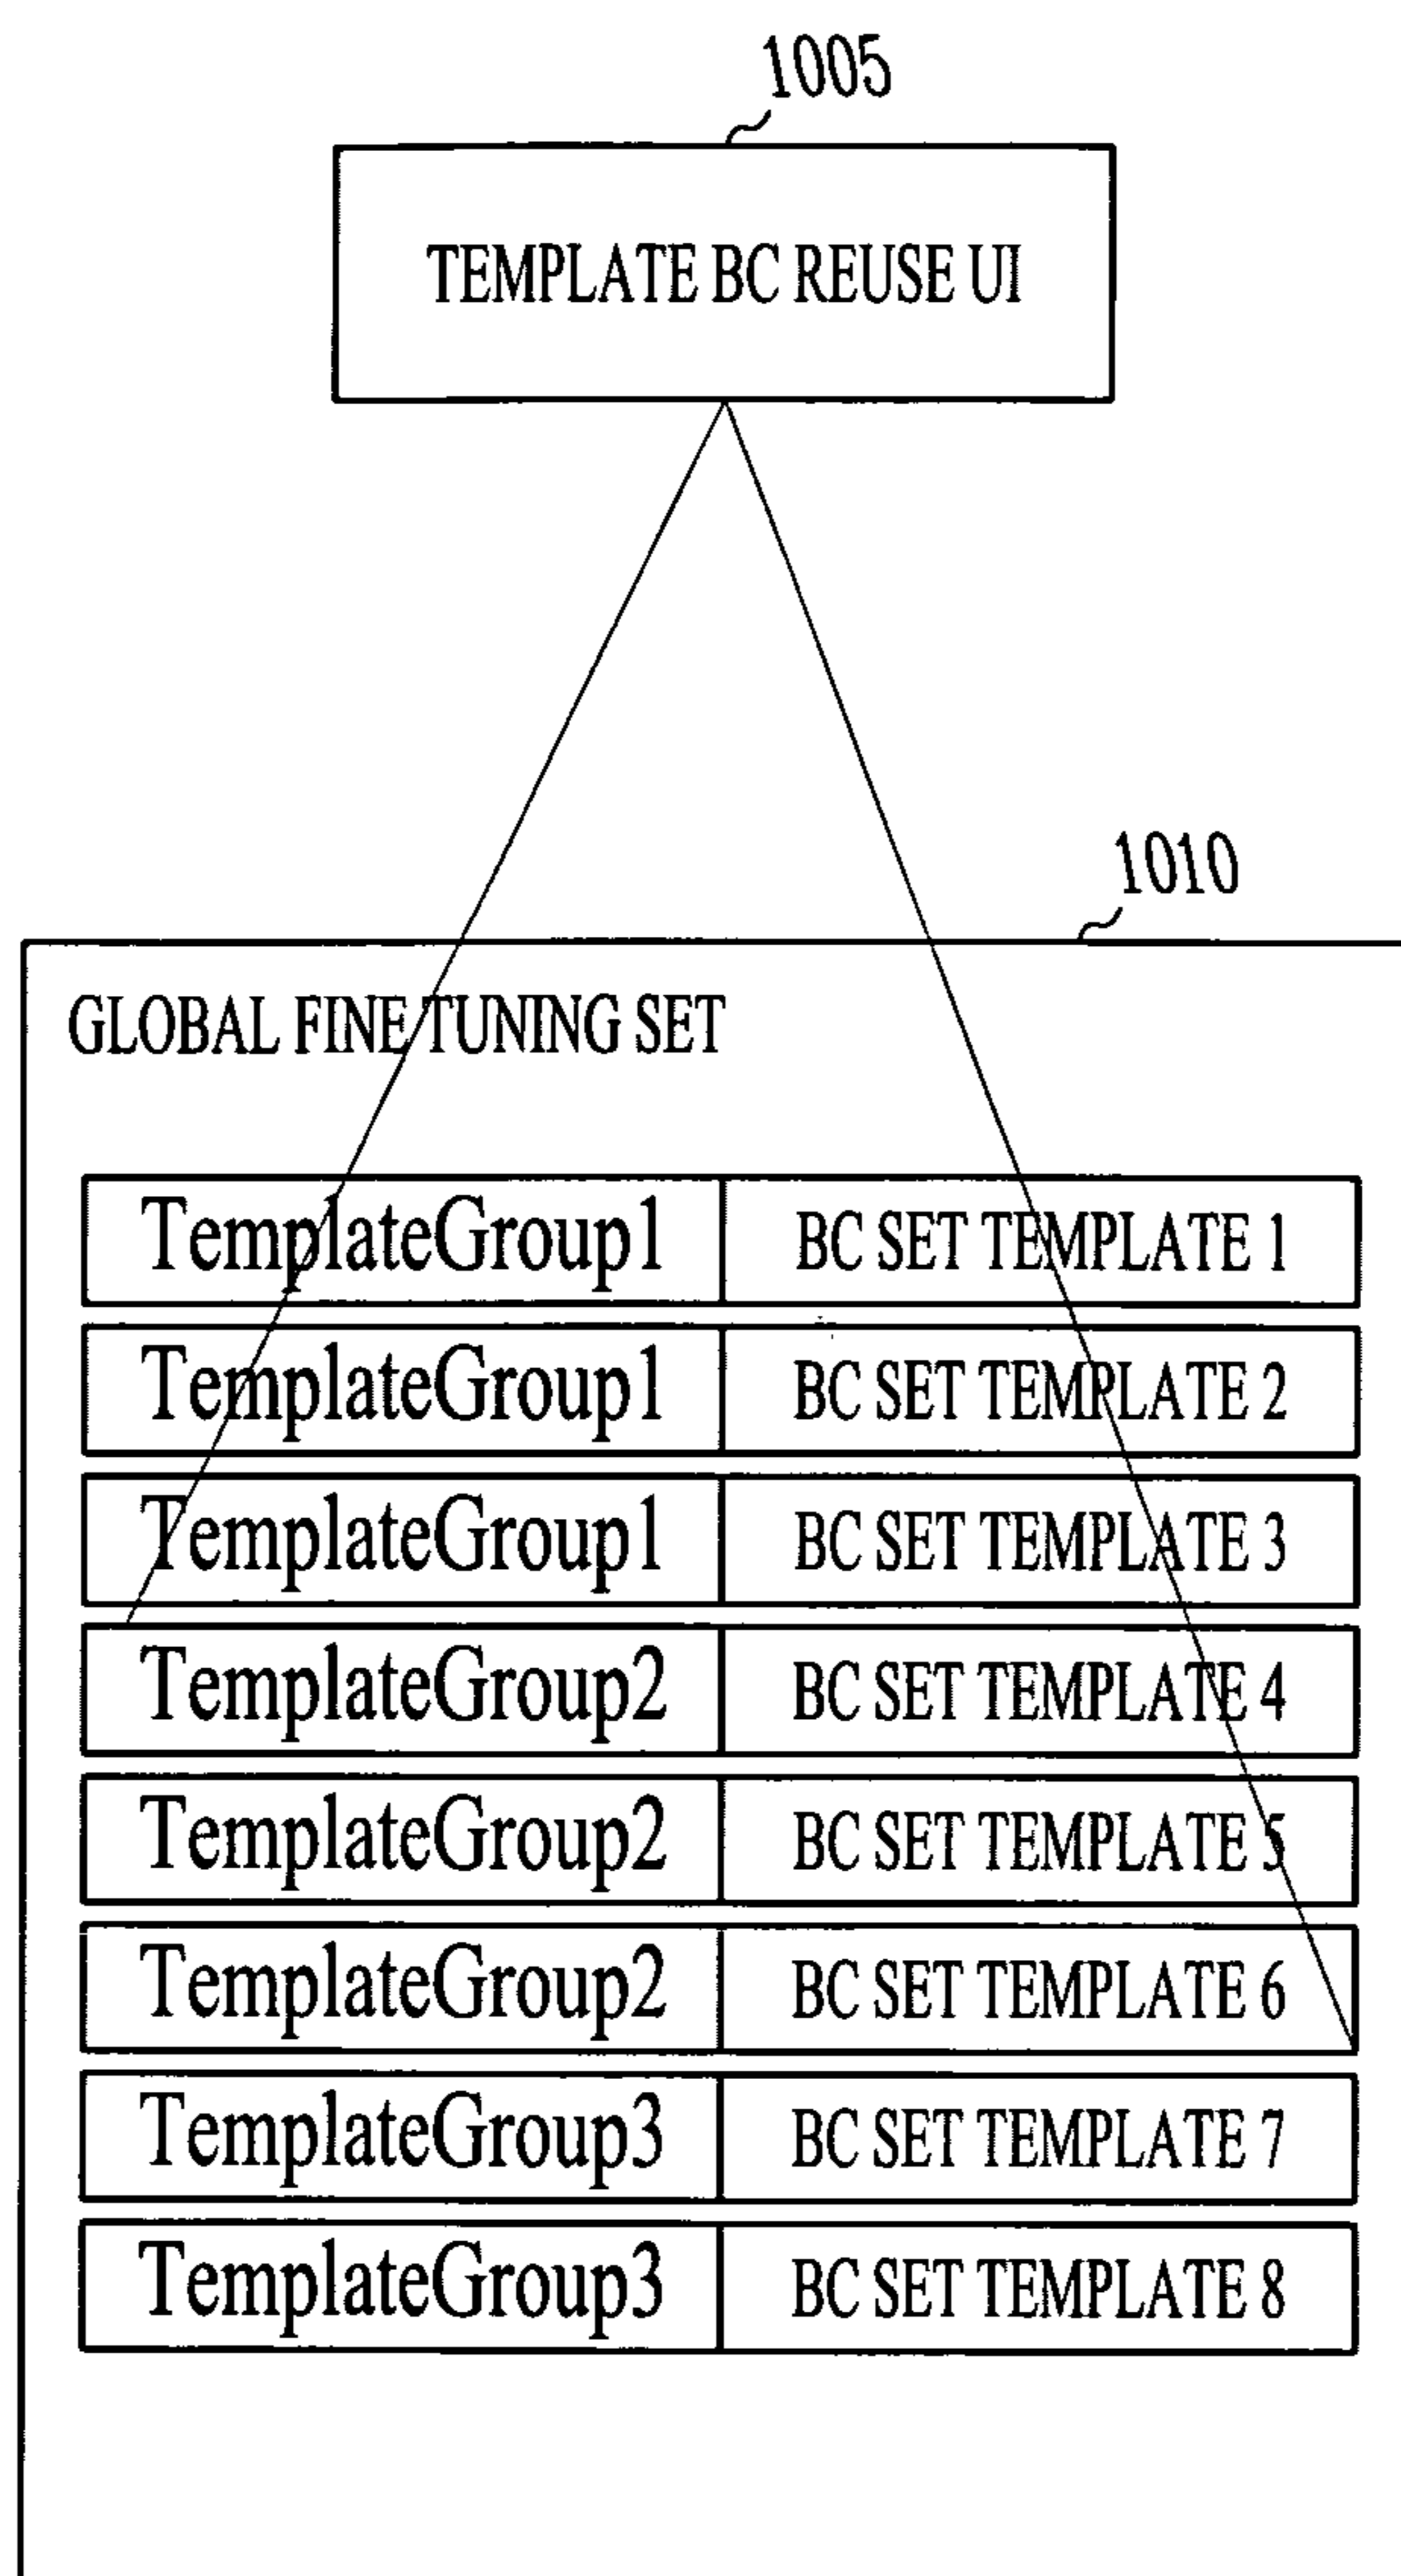 1005
TEMPLATE BC REUSE UI
1010
GLOBAL FINE TUNING SET
TemplateGroup1 BC SET TEMPLATE 1
TemplateGroup1 BC SET TEMPLATE 2
TemplateGroup1 BC SET TEMPLATE 3
TemplateGroup2 BC SET TEMPLATE 4
TemplateGroup2 BC SET TEMPLATE 5
TemplateGroup2 BC SET TEMPLATE 6
TemplateGroup3 BC SET TEMPLATE 7
TemplateGroup3 BC SET TEMPLATE 8